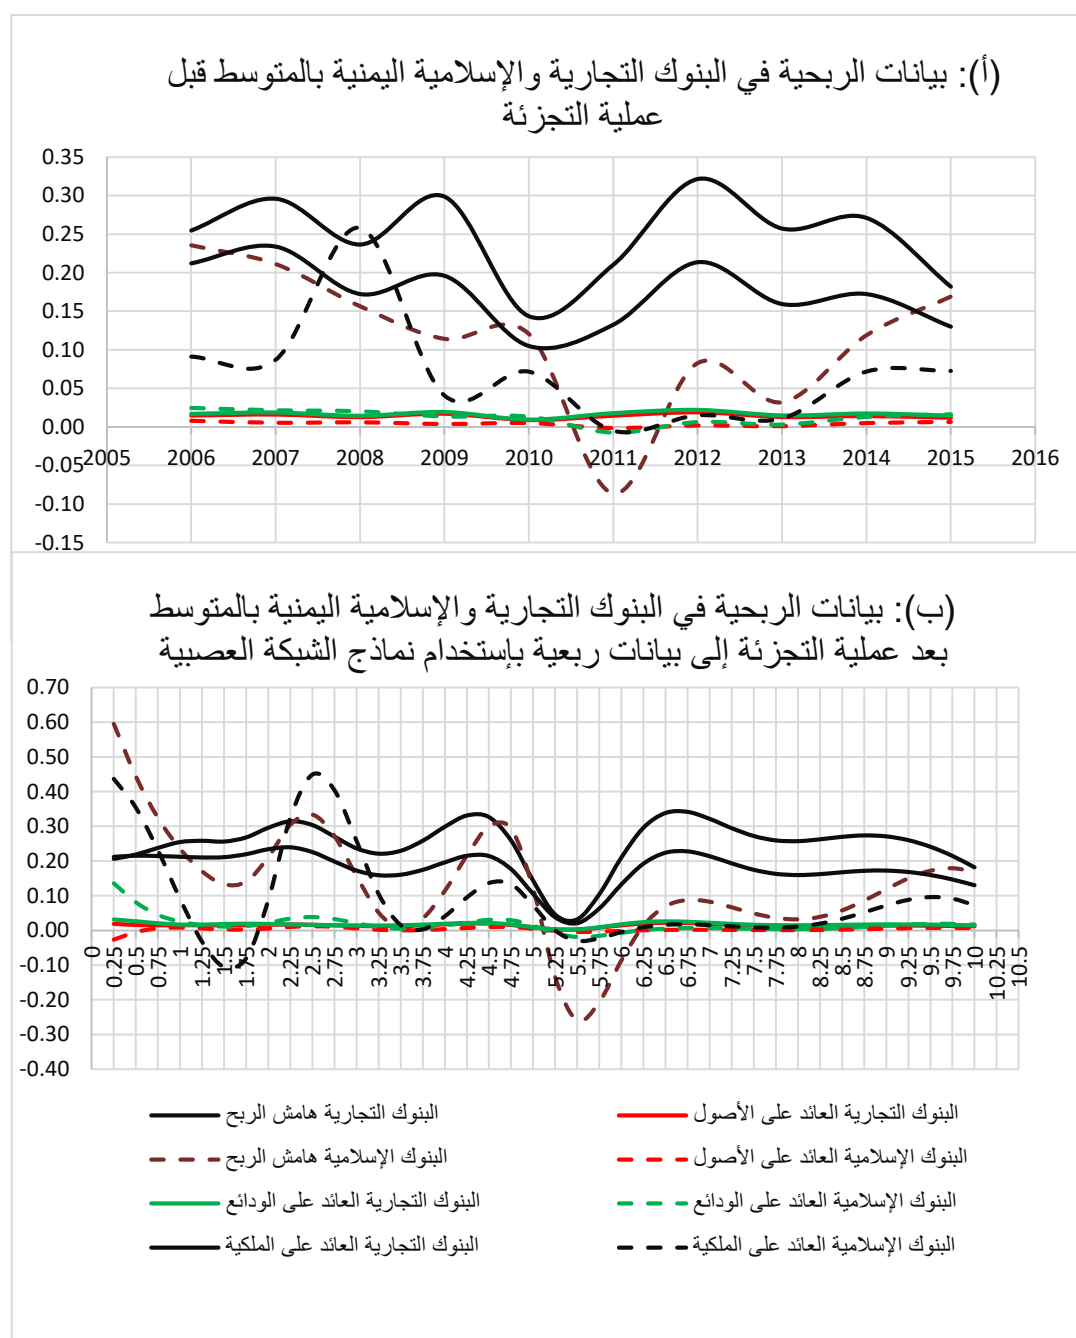 (أ): بيانات الربحية في البنوك التجارية والإسلامية اليمنية بالمتوسط قبل
عملية التجزئة
0.35
0.30
0.25
0.20
0.15
0.10
0.05
0.00
-0.05
-0.10
-0.15
2005 2006 2007 2008 2009 2010 2011 2012 2013 2014 2015 2016
(ب): بيانات الربحية في البنوك التجارية والإسلامية اليمنية بالمتوسط
بعد عملية التجزئة إلى بيانات ربعية بإستخدام نماذج الشبكة العصبية
0.70
0.60
0.50
0.40
0.30
0.20
0.10
0.00
-0.10
-0.20
-0.30
-0.40
0 0.25 0.5 0.75 1 1.25 1.5 1.75 2 2.25 2.5 2.75 3 3.25 3.5 3.75 4 4.25 4.5 4.75 5 5.25 5.5 5.75 6 6.25 6.5 6.75 7 7.25 7.5 7.75 8 8.25 8.5 8.75 9 9.25 9.5 9.75 10 10.25 10.5
البنوك التجارية العائد على الأصول
البنوك التجارية هامش الربح
البنوك الإسلامية العائد على الأصول
البنوك الإسلامية هامش الربح
البنوك الإسلامية العائد على الودائع
البنوك التجارية العائد على الودائع
البنوك الإسلامية العائد على الملكية
البنوك التجارية العائد على الملكية